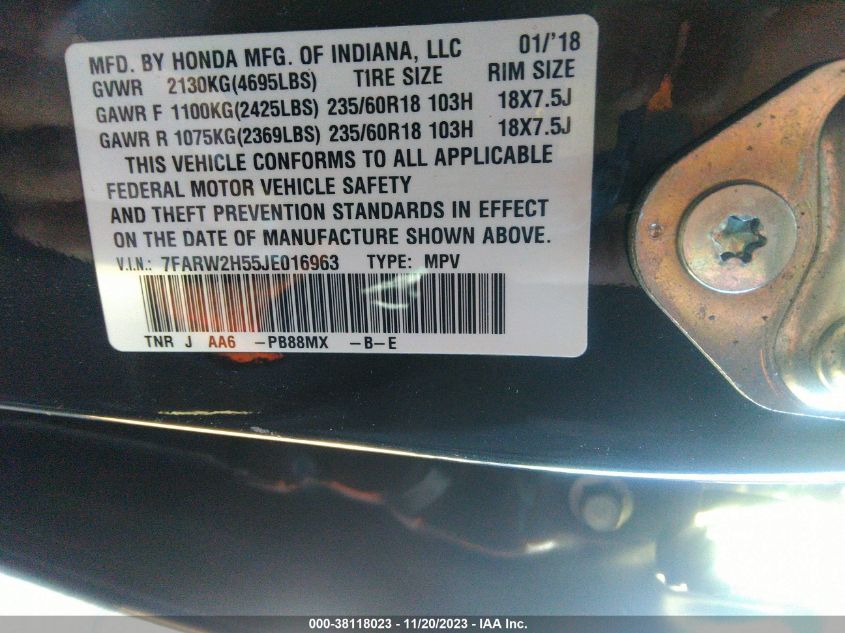 MFD. BY HONDA MFG. OF INDIANA, LLC 01/'18
GVWR 2130KG(4695LBS) TIRE SIZE RIM SIZE
GAWR F 1100KG(2425LBS) 235/60R18 103H 18X7.5J
GAWR R 1075KG(2369LBS) 235/60R18 103H 18X7.5J
THIS VEHICLE CONFORMS TO ALL APPLICABLE
FEDERAL MOTOR VEHICLE SAFETY
AND THEFT PREVENTION STANDARDS IN EFFECT
ON THE DATE OF MANUFACTURE SHOWN ABOVE.
V.I.N.: 7FARW2H55JE016963 TYPE: MPV
TNR J AA6 -PB88MX -B-E
000-38118023 - 11/20/2023 - IAA Inc.